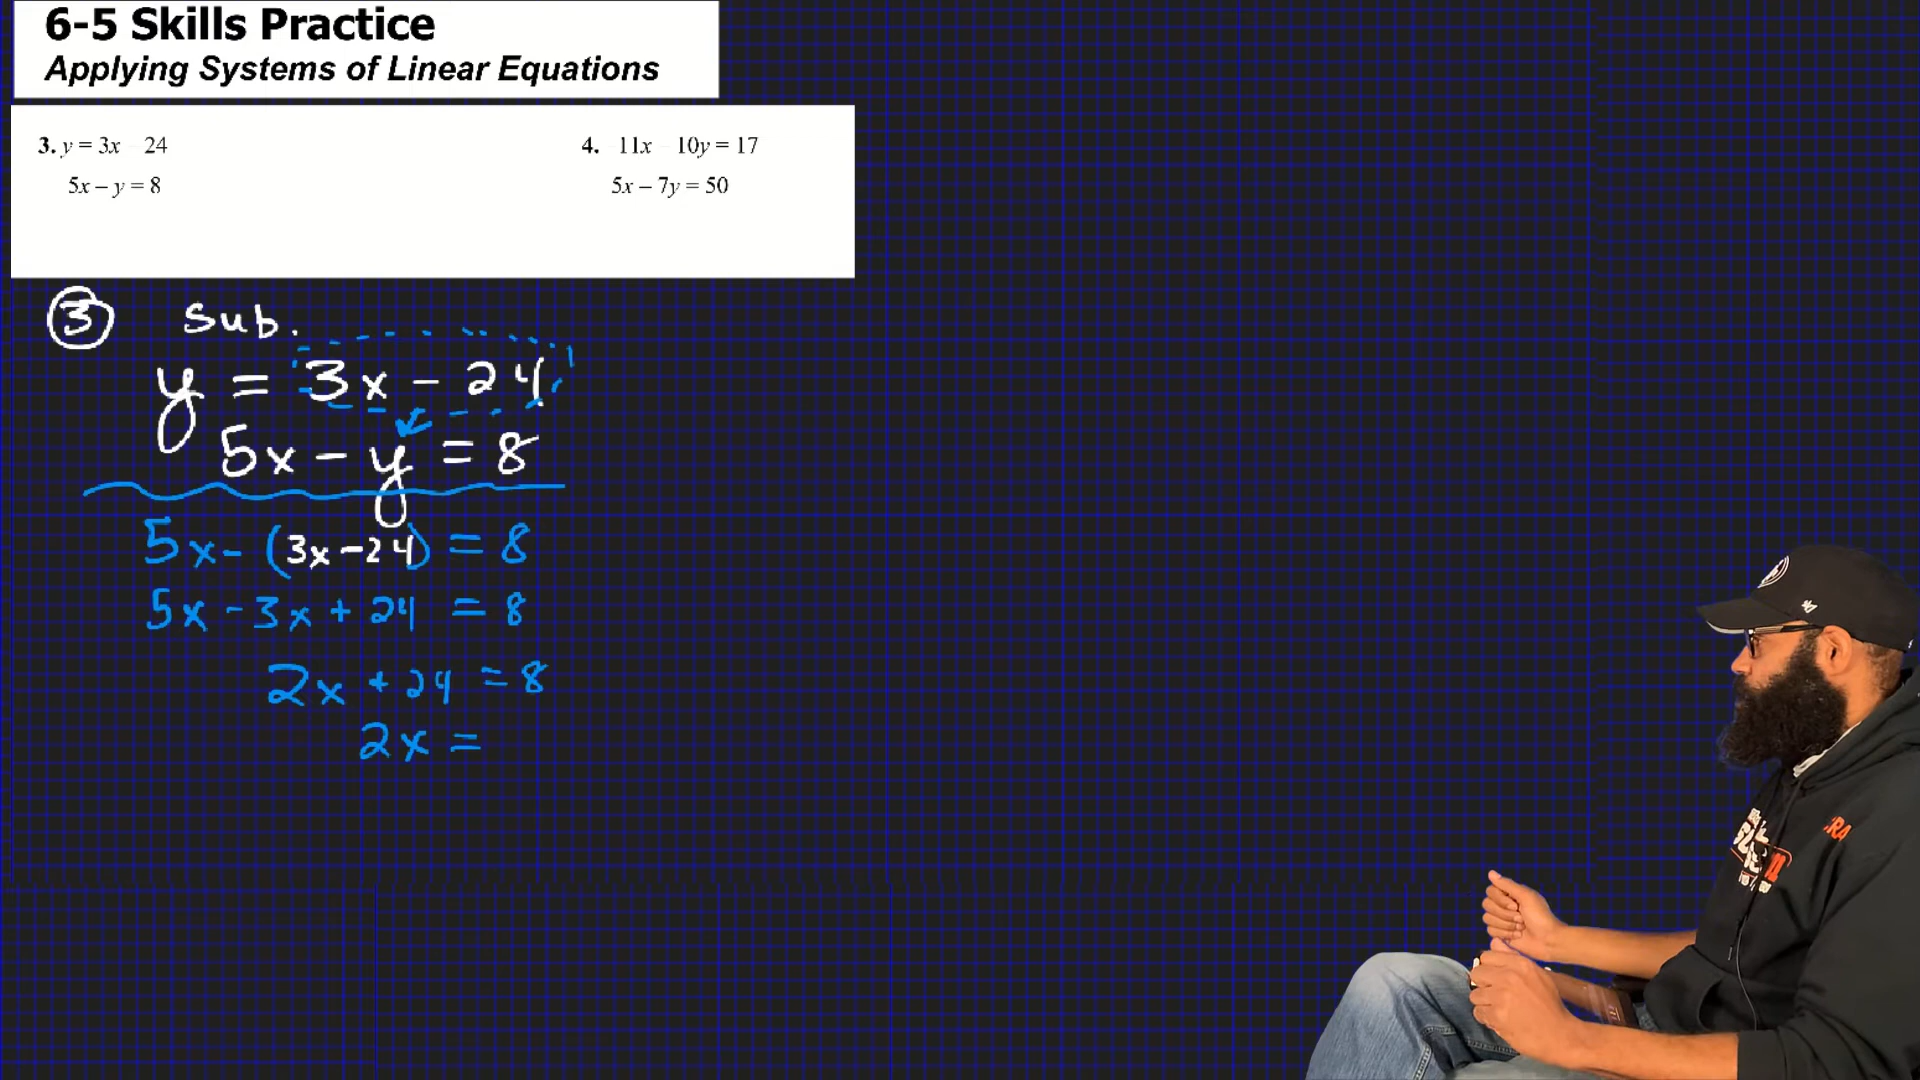 6-5 Skills Practice
Applying Systems of Linear Equations
3. y = 3x – 24
4. 11x 10y = 17
5x – y = 8
5x – 7y = 50
3 sub.
y = 3x - 24
5x - y = 8
5x - (3x - 24) = 8
5x - 3x + 24 = 8
2x + 24 = 8
2x =
47